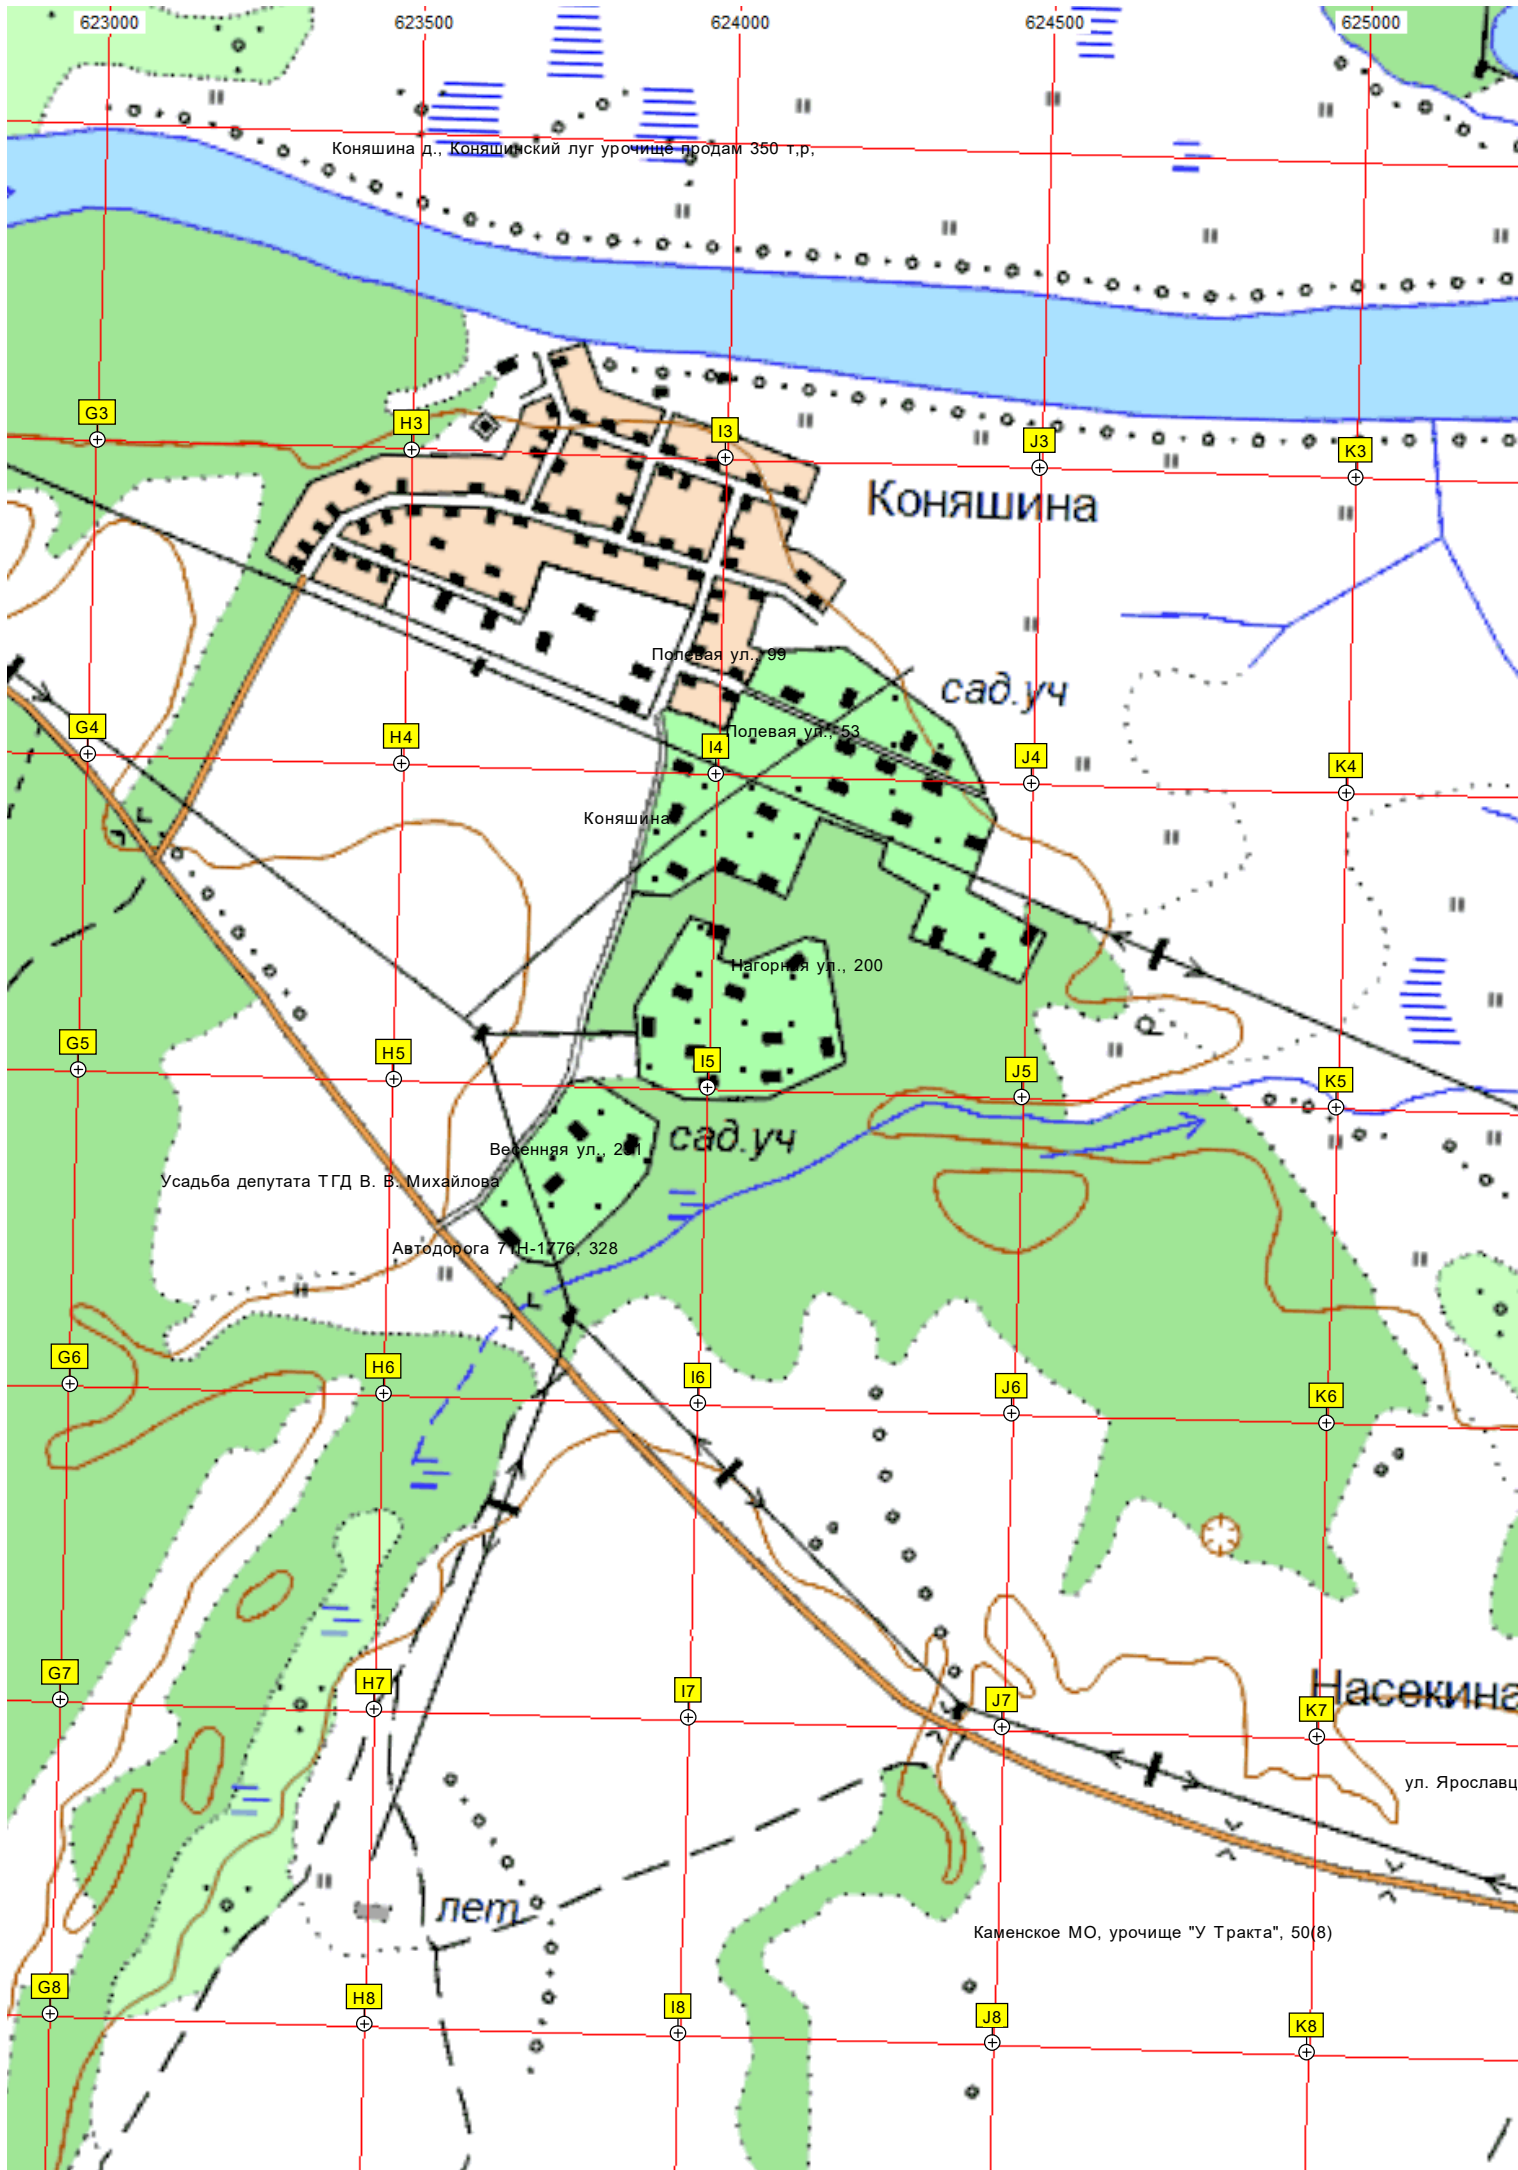 623000 623500 624000 624500 625000
Коняшина д., Коняшинский луг урочище продам 350 т,р,
G3 H3 I3 J3 K3
Коняшина
Полевая ул., 99
сад.уч
Полевая ул., 53
G4 H4 I4 J4 K4
Коняшина
Нагорная ул., 200
G5 H5 I5 J5 K5
сад.уч
Весенняя ул.,
Усадьба депутата ТГД В. В. Михайлова
Автодорога 71Н-1776, 328
G6 H6 I6 J6 K6
Насекина
G7 H7 I7 J7 K7
ул. Ярославц
лет
Каменское МО, урочище "У Тракта", 50(8)
G8 H8 I8 J8 K8